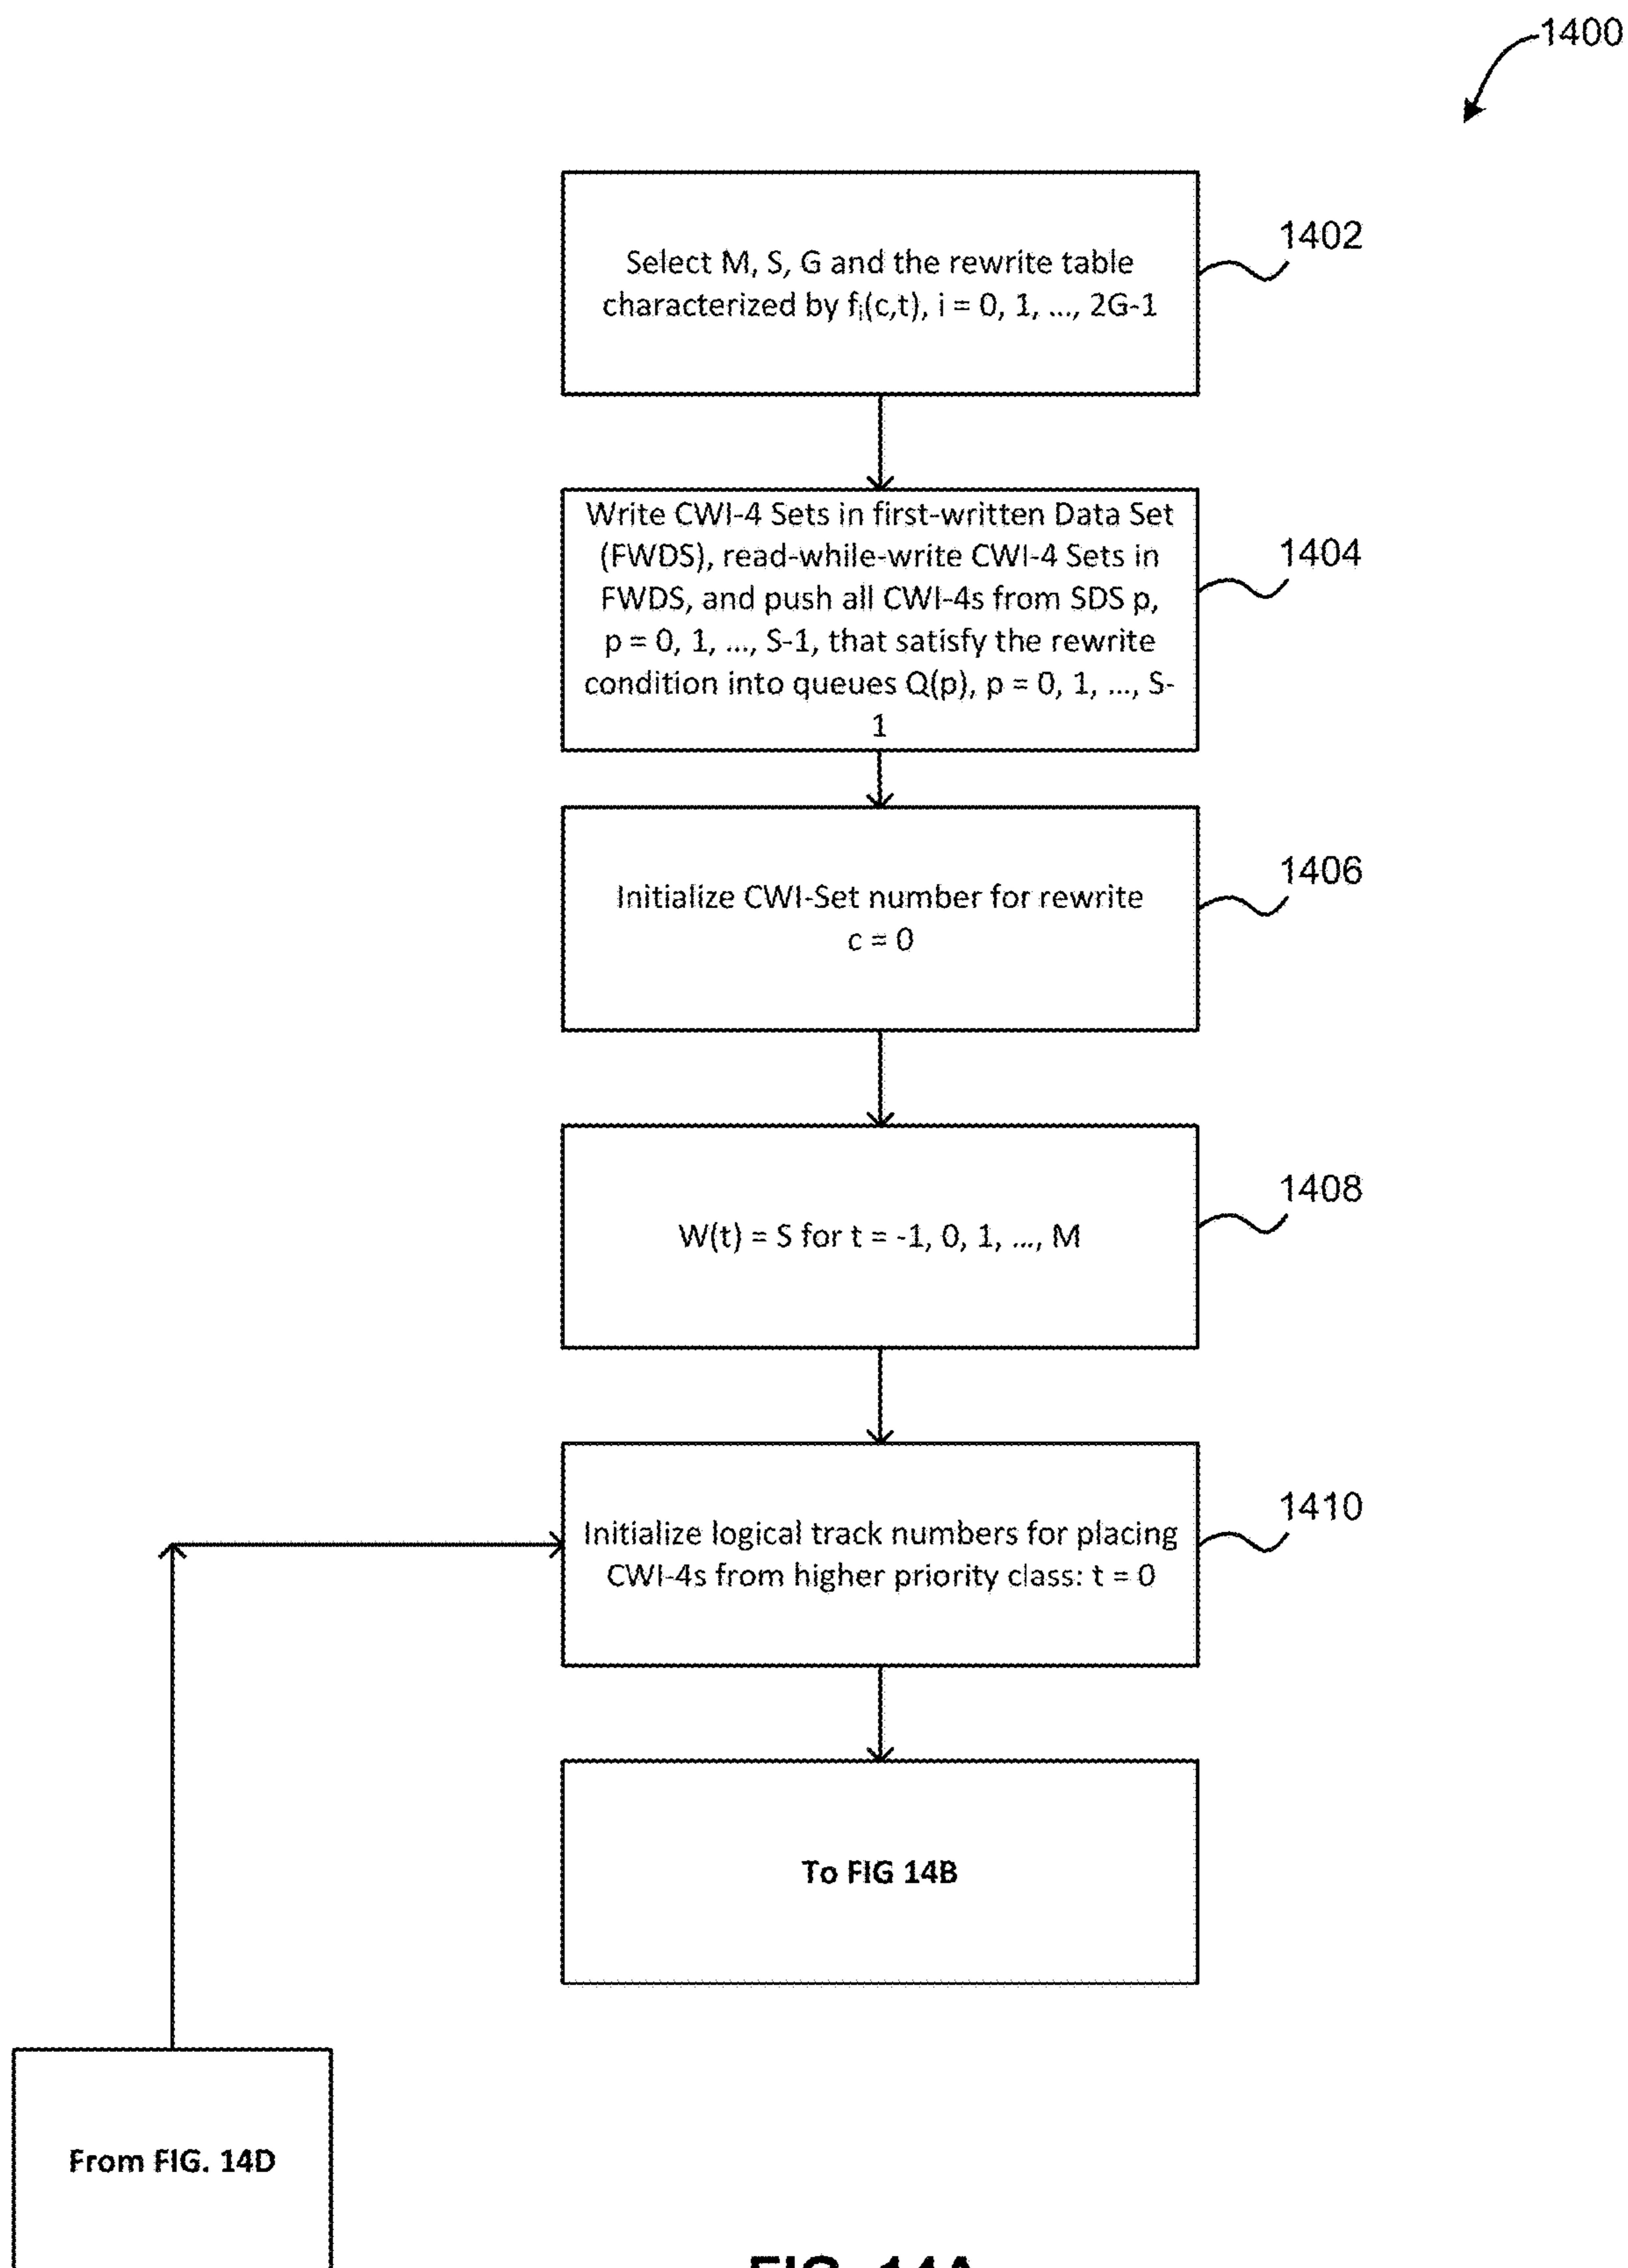 1400
Select M, S, G and the rewrite table
characterized by fi(c,t), i = 0, 1, ..., 2G-1
1402
Write CWI-4 Sets in first-written Data Set
(FWDS), read-while-write CWI-4 Sets in
FWDS, and push all CWI-4s from SDS p,
p = 0, 1, ..., S-1, that satisfy the rewrite
condition into queues Q(p), p = 0, 1, ..., S-
1
1404
Initialize CWI-Set number for rewrite
c = 0
1406
W(t) = S for t = -1, 0, 1, ..., M
1408
Initialize logical track numbers for placing
CWI-4s from higher priority class: t = 0
1410
To FIG 14B
From FIG. 14D
FIG. 14A